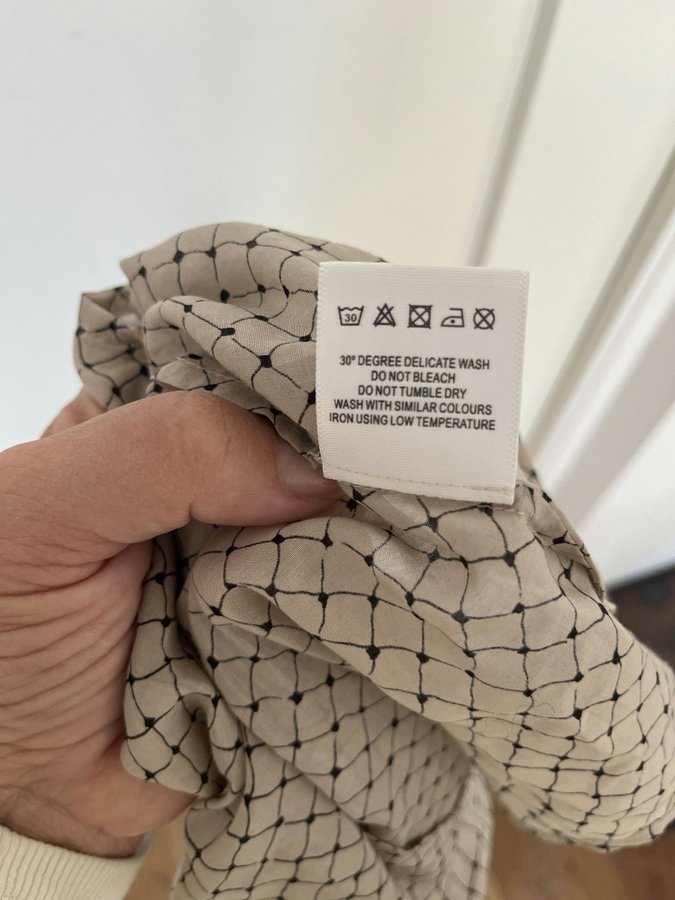 30
30° DEGREE DELICATE WASH
DO NOT BLEACH
DO NOT TUMBLE DRY
WASH WITH SIMILAR COLOURS
IRON USING LOW TEMPERATURE